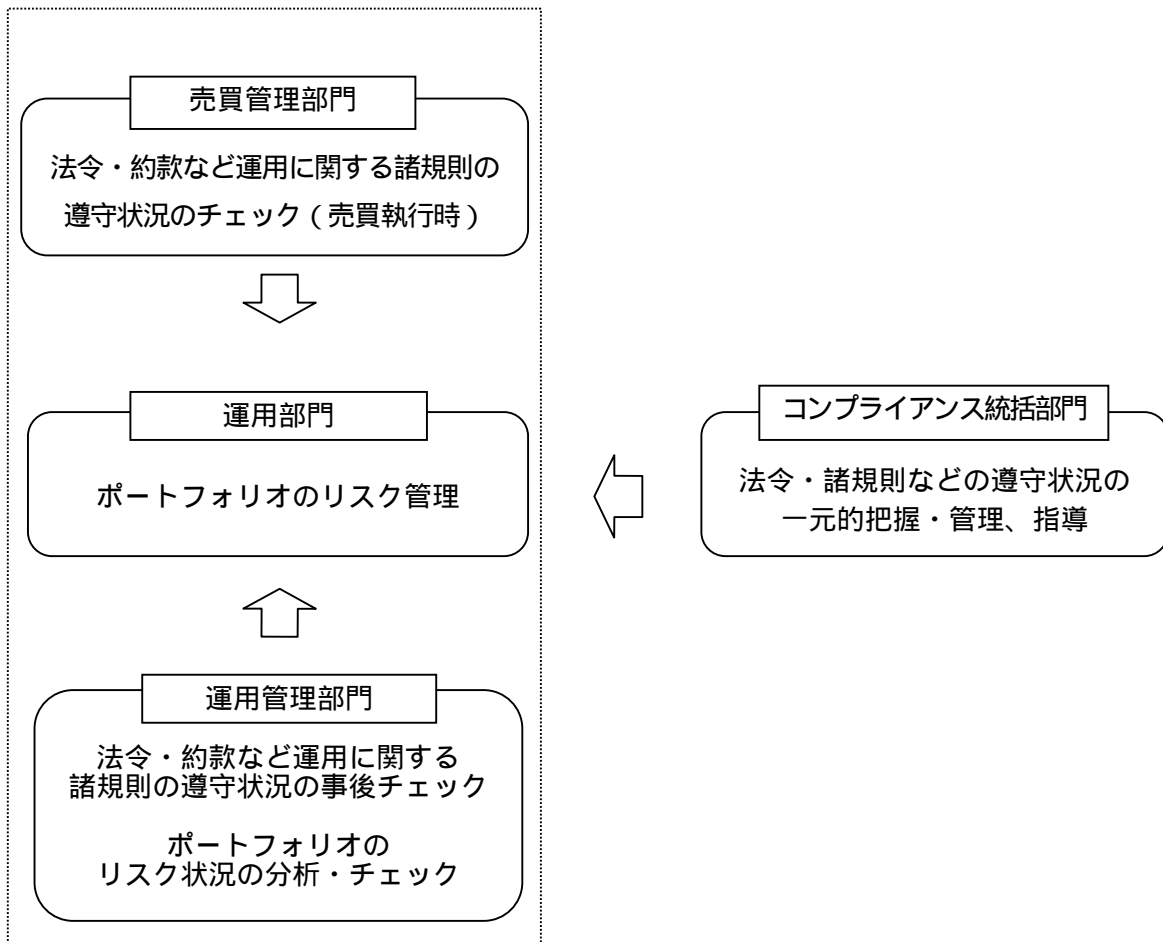 売買管理部門
法令・約款など運用に関する諸規則の
遵守状況のチェック（売買執行時）
運用部門
ポートフォリオのリスク管理
コンプライアンス統括部門
法令・諸規則などの遵守状況の
一元的把握・管理、指導
運用管理部門
法令・約款など運用に関する
諸規則の遵守状況の事後チェック
ポートフォリオの
リスク状況の分析・チェック